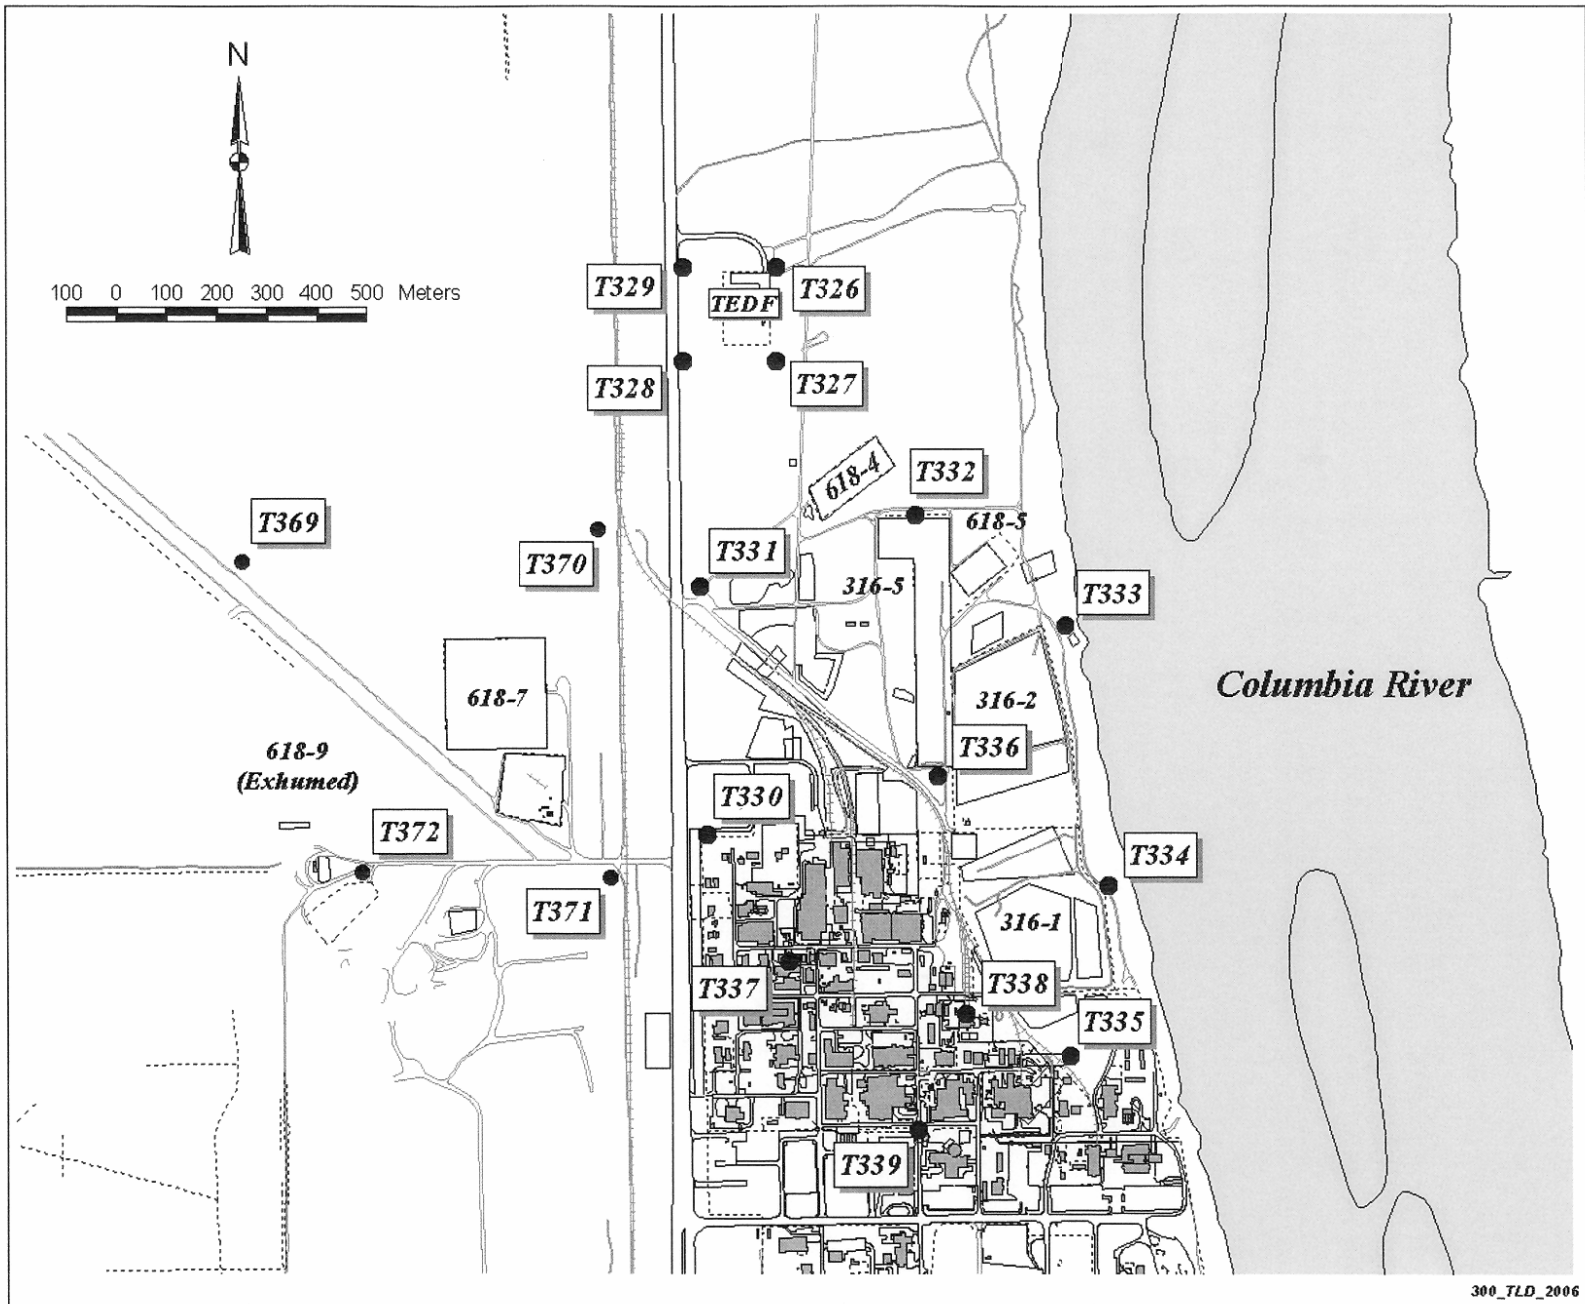 N
100 0 100 200 300 400 500 Meters
T329
TEDF
T326
T328
T327
618-4
T332
T369
618-5
T370
T331
316-5
T333
618-7
316-2
Columbia River
618-9
(Exhumed)
T336
T330
T372
T334
T371
316-1
T337
T338
T335
T339
300_TLD_2006